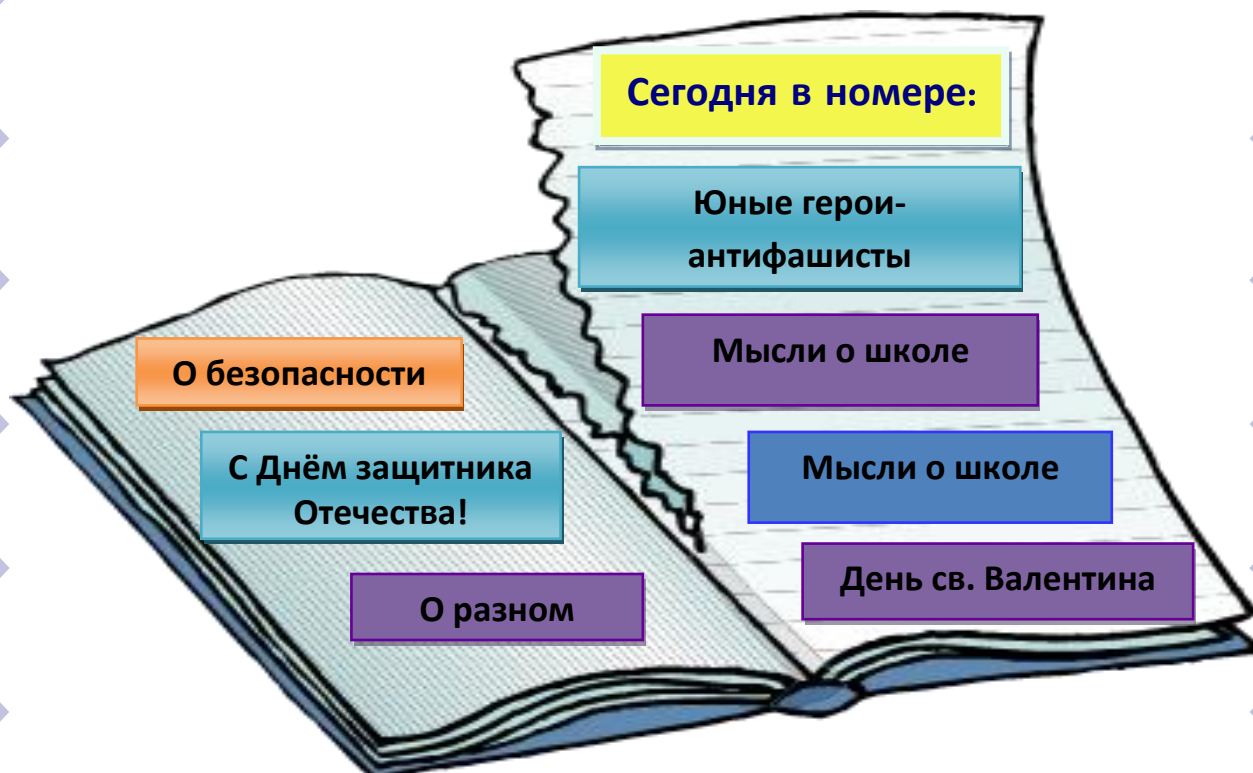 Сегодня в номере:
Юные герои-
антифашисты
Мысли о школе
Мысли о школе
День св. Валентина
О безопасности
С Днём защитника
Отечества!
О разном